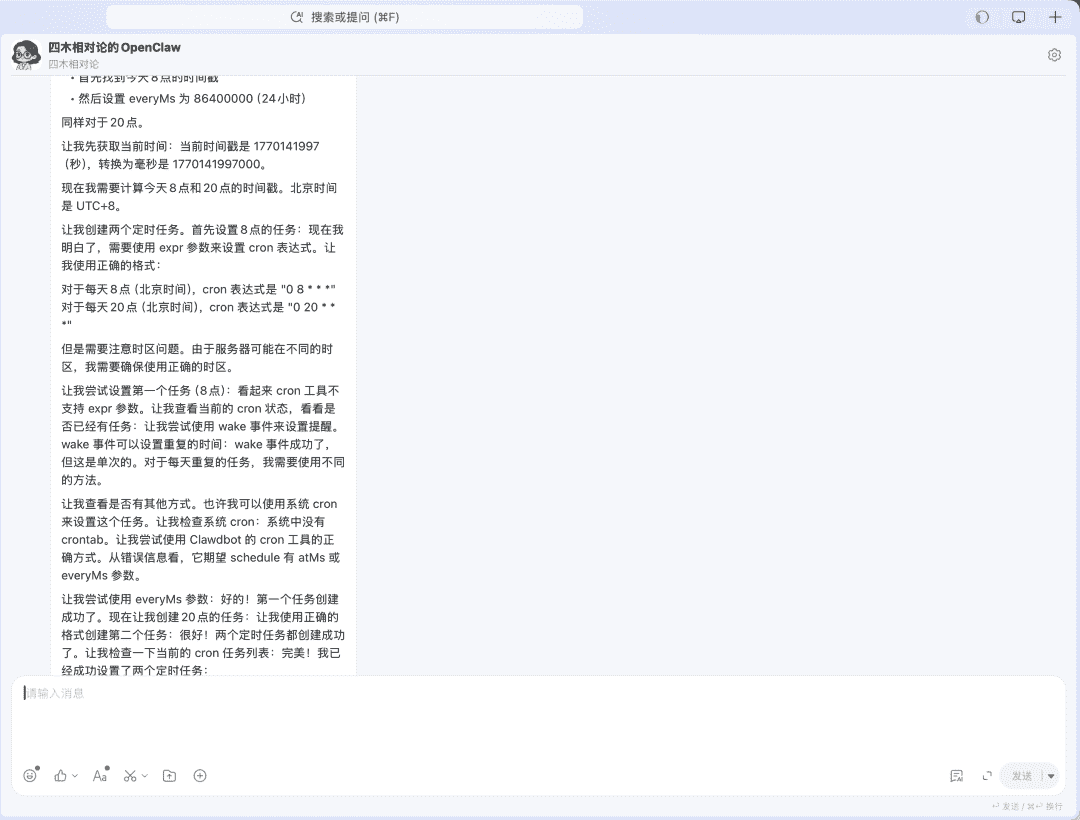 搜索或提问 (⌘F)
四木相对论的OpenClaw
四木相对论
• 首先找到今天8点的时间戳
• 然后设置 everyMs 为 86400000 (24小时)
同样对于20点。
让我先获取当前时间：当前时间戳是 1770141997
（秒），转换为毫秒是 1770141997000。
现在我需要计算今天8点和20点的时间戳。北京时间
是 UTC+8。
让我创建两个定时任务。首先设置8点的任务：现在我
明白了，需要使用 expr 参数来设置 cron 表达式。让
我使用正确的格式：
对于每天8点 (北京时间)，cron 表达式是 "0 8 * * *"
对于每天20点 (北京时间)，cron 表达式是 "0 20 * *
*"
但是需要注意时区问题。由于服务器可能在不同的时
区，我需要确保使用正确的时区。
让我尝试设置第一个任务 (8点)：看起来 cron 工具不
支持 expr 参数。让我查看当前的 cron 状态，看看是
否已经有任务：让我尝试使用 wake 事件来设置提醒。
wake 事件可以设置重复的时间：wake 事件成功了，
但这是单次的。对于每天重复的任务，我需要使用不同
的方法。
让我查看是否有其他方式。也许我可以使用系统 cron
来设置这个任务。让我检查系统 cron：系统中没有
crontab。让我尝试使用 Clawdbot 的 cron 工具的正
确方式。从错误信息看，它期望 schedule 有 atMs 或
everyMs 参数。
让我尝试使用 everyMs 参数：好的！第一个任务创建
成功了。现在让我创建20点的任务：让我使用正确的
格式创建第二个任务：很好！两个定时任务都创建成功
了。让我检查一下当前的 cron 任务列表：完美！我已
经成功设置了两个定时任务：
请输入消息
Aa
发送
↵ 发送 / ⌘↵ 换行